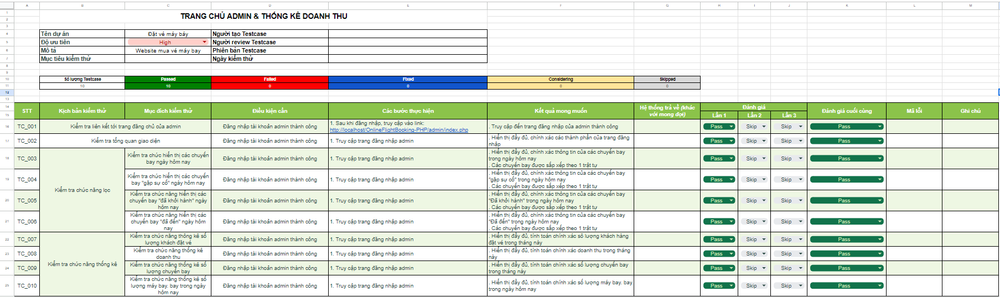 A B C D E F G H I J K L M
1
2
TRANG CHỦ ADMIN & THỐNG KÊ DOANH THU
3
4 Tên dự án Đặt vé máy báy Người tạo Testcase
5 Độ ưu tiên High Người review Testcase
6 Mô tả Website mua vé máy bay Phiên bản Testcase
7 Mục tiêu kiểm thử Ngày kiểm thử
8
9
10 Số lượng Testcase Passed Failed Fixed Considering Skipped
11 10 10 0 0 0 0
12
13
14 STT Kịch bản kiểm thử Mục đích kiểm thử Điều kiện cần Các bước thực hiện Kết quả mong muốn Hệ thống trả về (khác với mong đợi) Đánh giá Đánh giá cuối cùng Mã lỗi Ghi chú
15 Lần 1 Lần 2 Lần 3
16 TC_001 Kiểm tra liên kết tới trang đăng chủ của admin Đăng nhập tài khoản admin thành công 1. Sau khi đăng nhập, truy cập vào link:
http://localhost/OnlineFlightBooking-PHP/admin/index.php
. Truy cập đến trang đăng nhập của admin thành công Pass Skip Skip Pass
17 TC_002 Kiểm tra tổng quan giao diện Đăng nhập tài khoản admin thành công 1. Truy cập trang đăng nhập admin . Hiển thị đầy đủ, chính xác các thành phần của trang đăng
nhập Pass Skip Skip Pass
Kiểm tra chức năng lọc
18 TC_003 Kiểm tra chức hiển thị các chuyến
bay ngày hôm nay Đăng nhập tài khoản admin thành công 1. Truy cập trang đăng nhập admin . Hiển thị đầy đủ, chính xác thông tin của các chuyến bay
trong ngày hôm nay
. Các chuyến bay được sắp xếp theo 1 trật tự Pass Skip Skip Pass
19 TC_004 Kiểm tra chức hiển thị các chuyến
bay "gặp sự cố" ngày hôm nay Đăng nhập tài khoản admin thành công 1. Truy cập trang đăng nhập admin . Hiển thị đầy đủ, chính xác thông tin của các chuyến bay
"gặp sự cố" trong ngày hôm nay
. Các chuyến bay được sắp xếp theo 1 trật tự Pass Skip Skip Pass
20 TC_005 Kiểm tra chức năng hiển thị các
chuyến bay "đã khởi hành" ngày
hôm nay Đăng nhập tài khoản admin thành công 1. Truy cập trang đăng nhập admin . Hiển thị đầy đủ, chính xác thông tin của các chuyến bay
"Đã khởi hành" trong ngày hôm nay
. Các chuyến bay được sắp xếp theo 1 trật tự Pass Skip Skip Pass
21 TC_006 Kiểm tra chức năng hiển thị các
chuyến bay "đã đến" ngày hôm
nay Đăng nhập tài khoản admin thành công 1. Truy cập trang đăng nhập admin . Hiển thị đầy đủ, chính xác thông tin của các chuyến bay
"Đã đến" trong ngày hôm nay
. Các chuyến bay được sắp xếp theo 1 trật tự Pass Skip Skip Pass
Kiểm tra chức năng thống kê
22 TC_007 Kiểm tra chức năng thống kê số
lượng khách đặt vé Đăng nhập tài khoản admin thành công 1. Truy cập trang đăng nhập admin . Hiển thị đầy đủ, tính toán chính xác số lượng khách hàng
đặt vé trong tháng này Pass Skip Skip Pass
23 TC_008 Kiểm tra chức năng thống kê
doanh thu Đăng nhập tài khoản admin thành công 1. Truy cập trang đăng nhập admin . Hiển thị đầy đủ, tính toán chính xác doanh thu trong tháng
này Pass Skip Skip Pass
24 TC_009 Kiểm tra chức năng thống kê số
lượng chuyến bay Đăng nhập tài khoản admin thành công 1. Truy cập trang đăng nhập admin . Hiển thị đầy đủ, tính toán chính xác số lượng chuyến bay
trong tháng này Pass Skip Skip Pass
25 TC_010 Kiểm tra chức năng thống kê số
lượng máy bay. bay trong ngày
hôm nay Đăng nhập tài khoản admin thành công 1. Truy cập trang đăng nhập admin . Hiển thị đầy đủ, tính toán chính xác số lượng máy bay. bay
trong ngày hôm nay Pass Skip Skip Pass